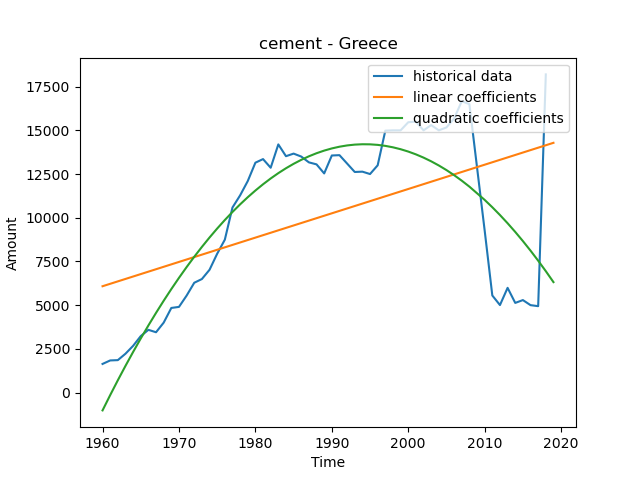 cement - Greece
historical data
linear coefficients
quadratic coefficients
17500
15000
12500
10000
7500
5000
2500
0
Amount
1960 1970 1980 1990 2000 2010 2020
Time